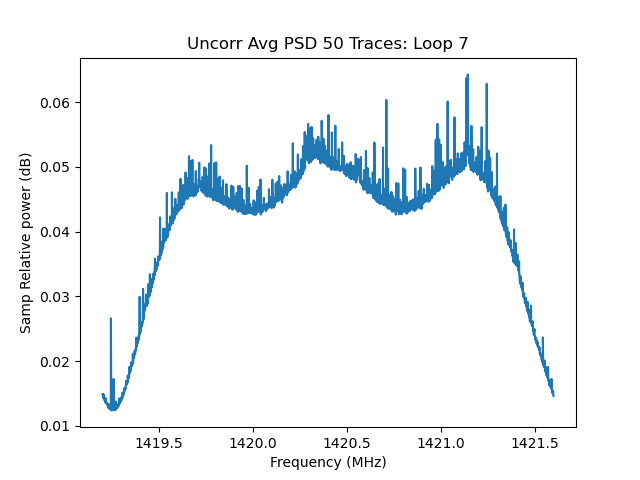 Uncorr Avg PSD 50 Traces: Loop 7
Samp Relative power (dB)
0.06
0.05
0.04
0.03
0.02
0.01
1419.5 1420.0 1420.5 1421.0 1421.5
Frequency (MHz)